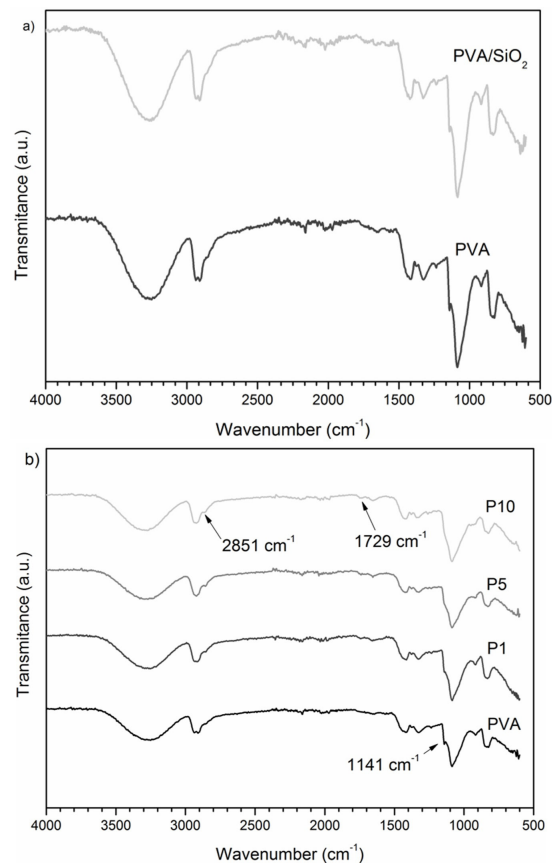 a)
PVA/SiO₂
PVA
Transmitance (a.u.)
4000 3500 3000 2500 2000 1500 1000 500
Wavenumber (cm⁻¹)
b)
P10
2851 cm⁻¹
1729 cm⁻¹
P5
P1
PVA
1141 cm⁻¹
Transmitance (a.u.)
4000 3500 3000 2500 2000 1500 1000 500
Wavenumber (cm⁻¹)